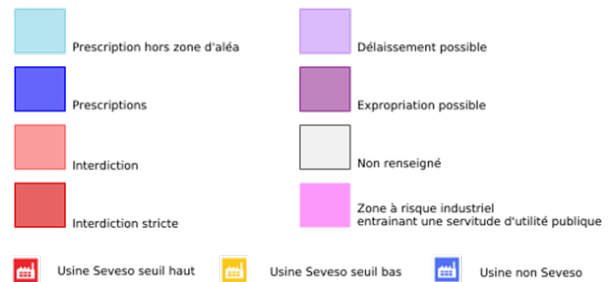 Prescription hors zone d'aléa
Délaissement possible
Prescriptions
Expropriation possible
Interdiction
Non renseigné
Interdiction stricte
Zone à risque industriel
entrainant une servitude d'utilité publique
Usine Seveso seuil haut
Usine Seveso seuil bas
Usine non Seveso